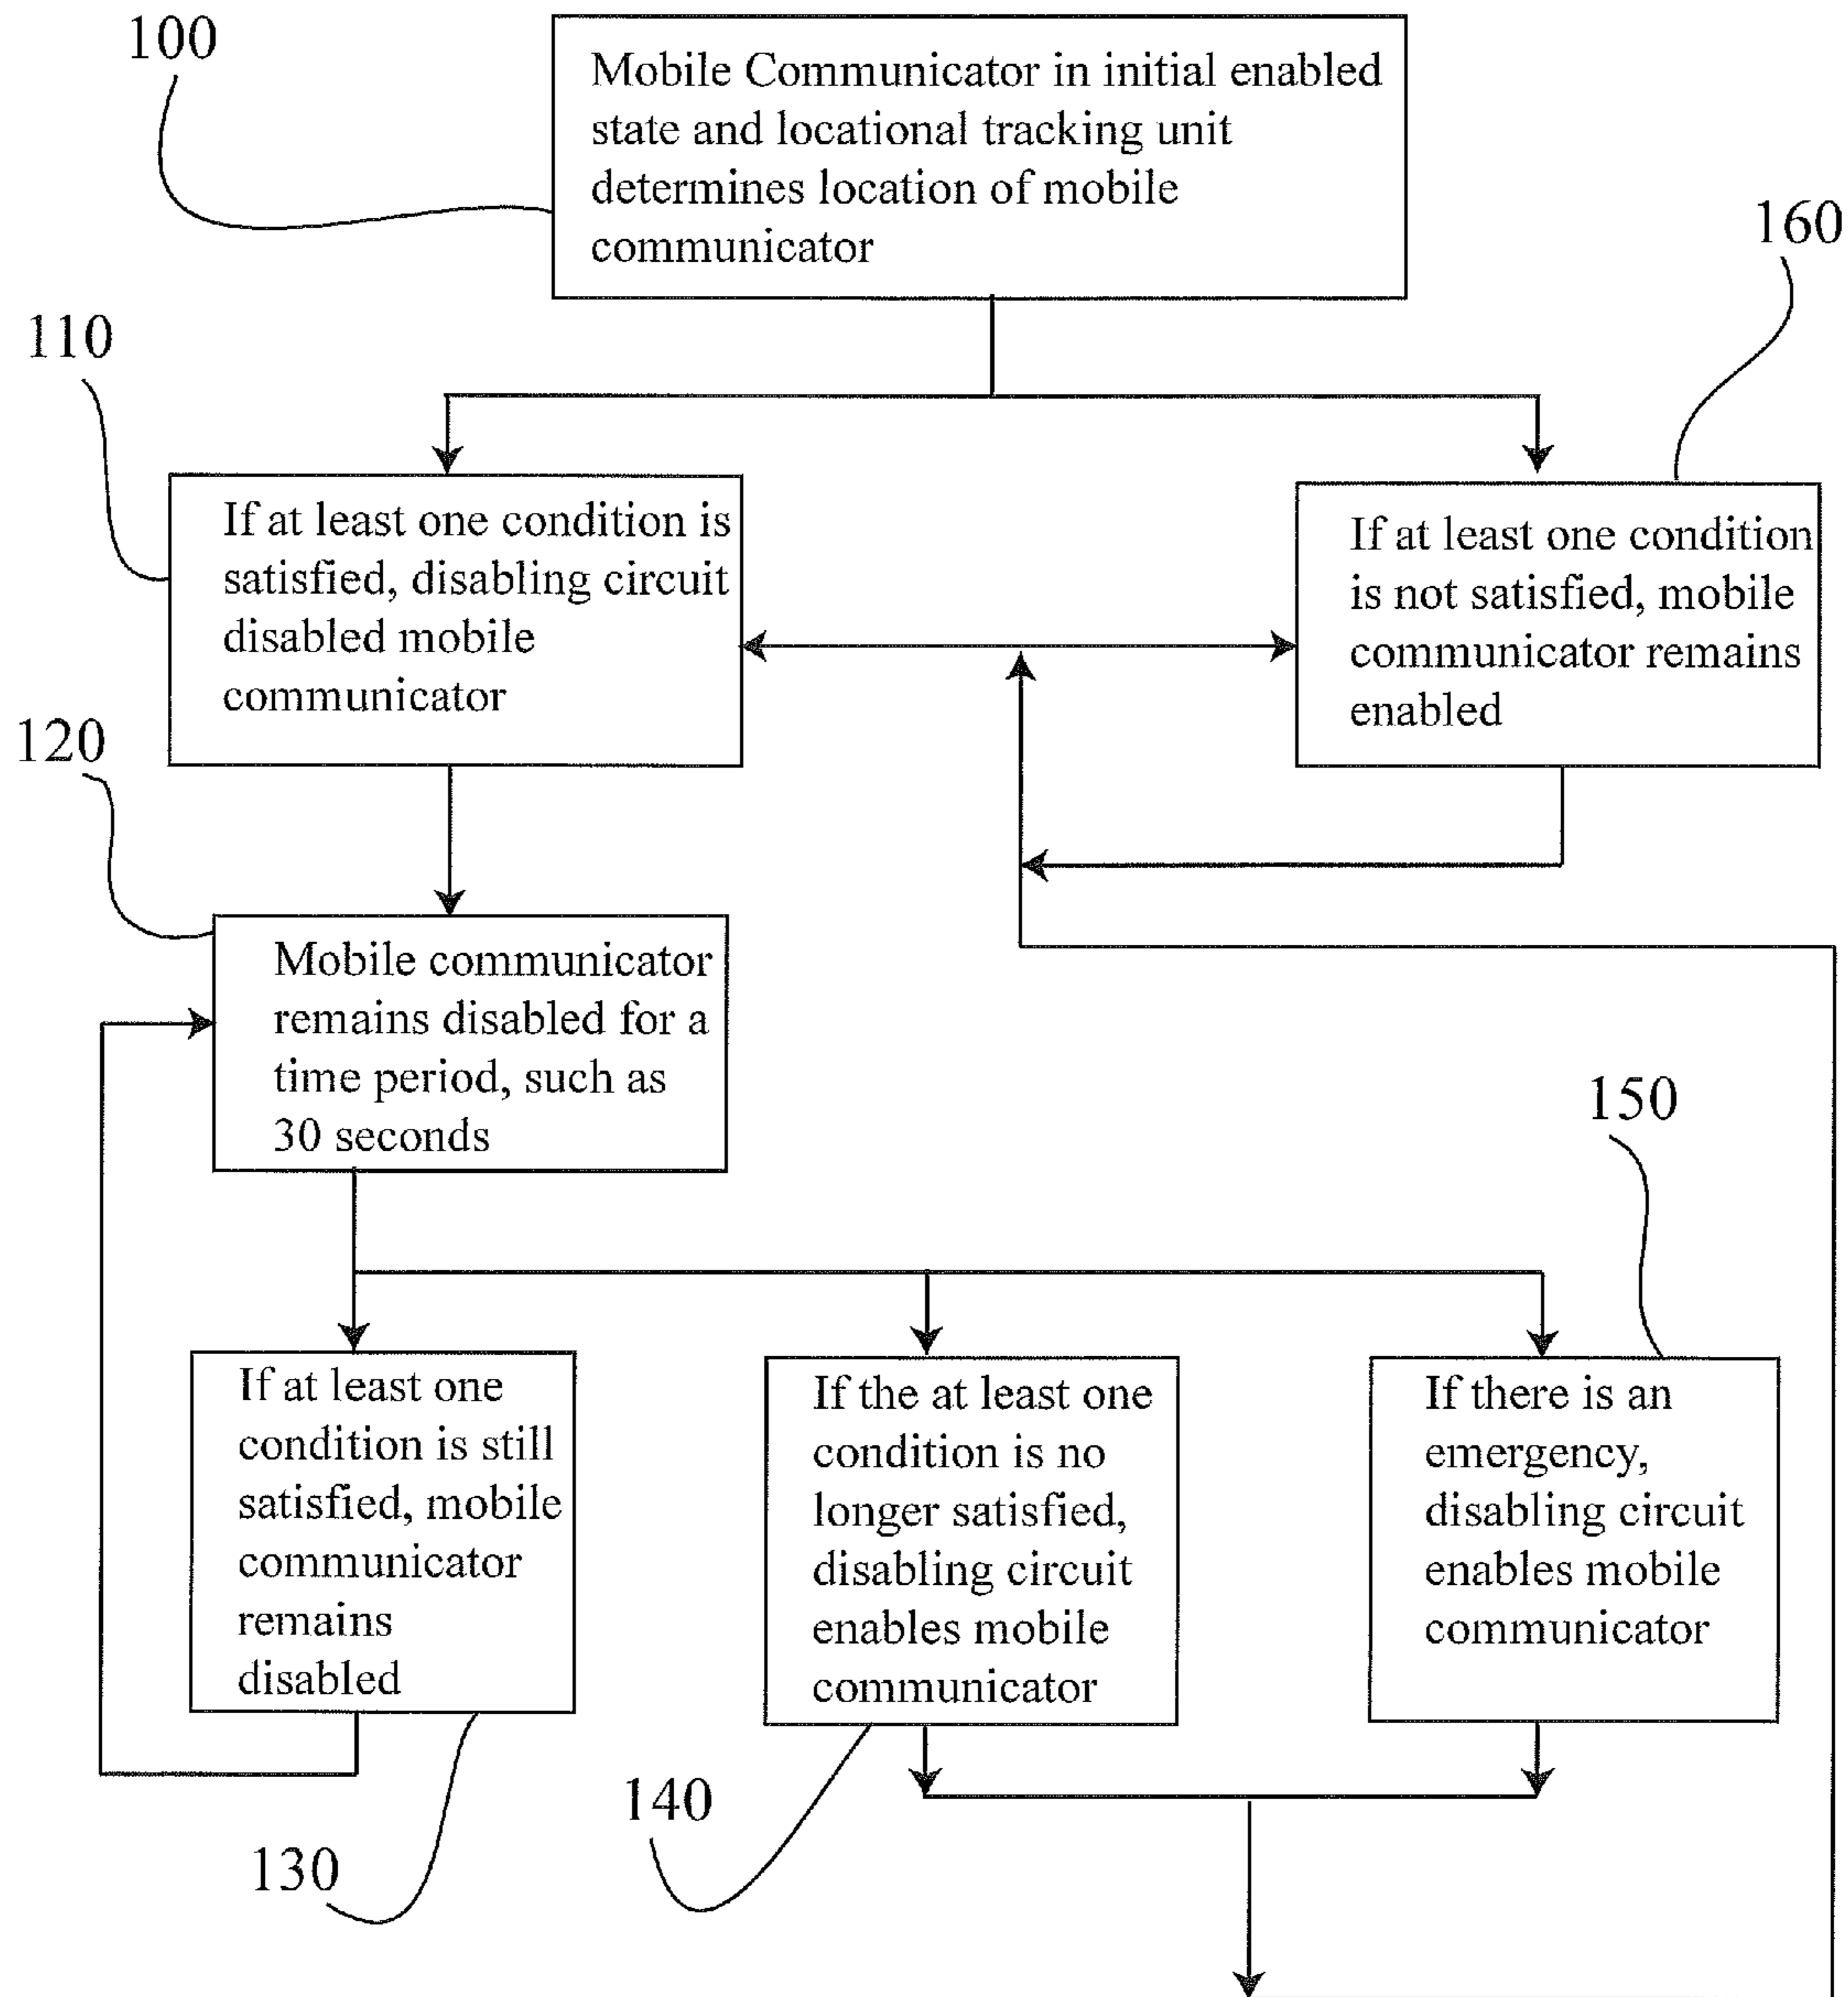 100
Mobile Communicator in initial enabled
state and locational tracking unit
determines location of mobile
communicator
160
110
If at least one condition is
satisfied, disabling circuit
disabled mobile
communicator
If at least one condition
is not satisfied, mobile
communicator remains
enabled
120
Mobile communicator
remains disabled for a
time period, such as
30 seconds
150
If at least one
condition is still
satisfied, mobile
communicator
remains
disabled
If the at least one
condition is no
longer satisfied,
disabling circuit
enables mobile
communicator
If there is an
emergency,
disabling circuit
enables mobile
communicator
140
130